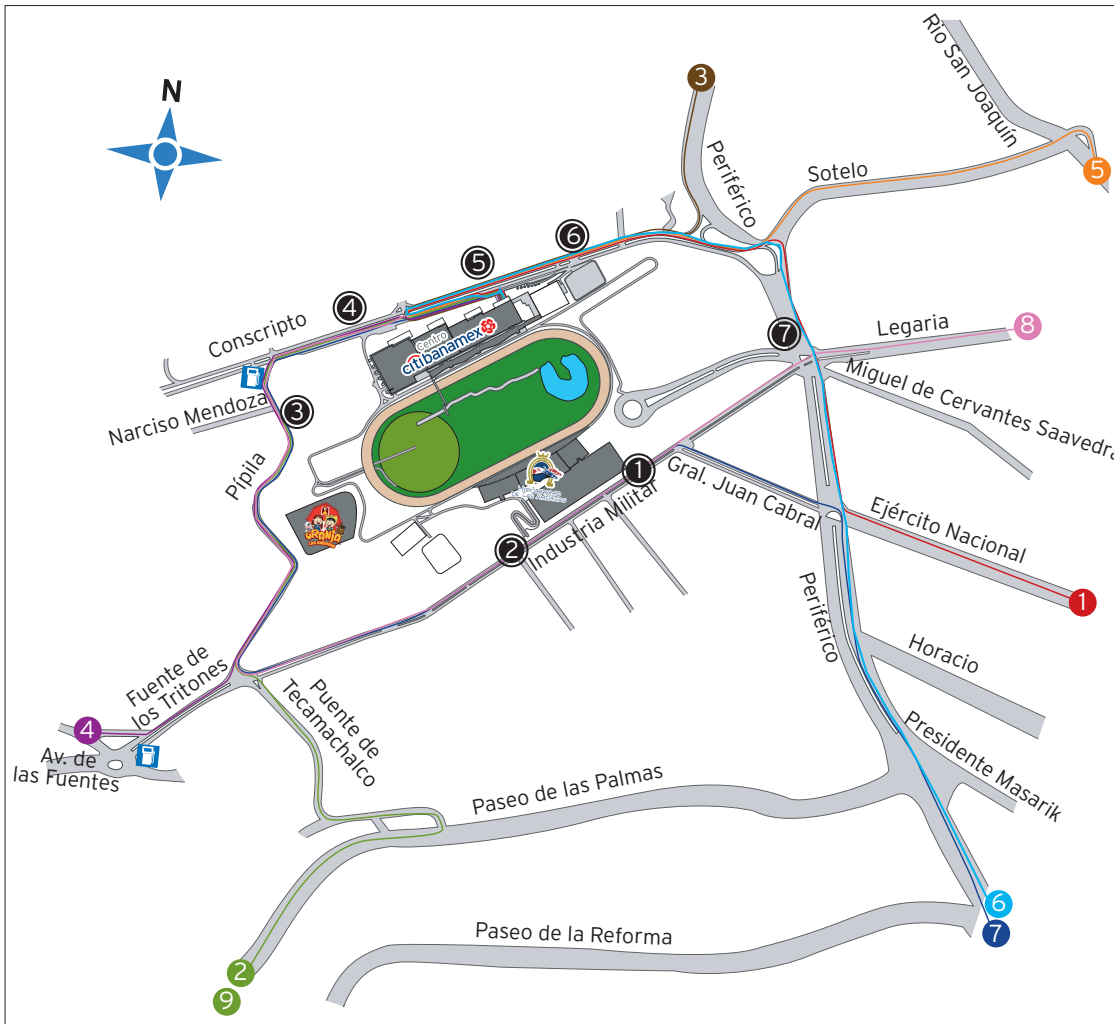 N
3
Rio San Joaquín
Periférico
Sotelo
5
6
5
4
Conscripto
7
Legaria
8
Centro
citibanamex
Miguel de Cervantes Saavedra
Narciso Mendoza
3
Pípila
1
Gral. Juan Cabral
Industria Militar
2
GRANJA
Ejército Nacional
1
Periférico
Horacio
Fuente de
los Tritones
Puente de
Tecamachalco
4
Av. de
las Fuentes
Presidente Masarik
Paseo de las Palmas
6
7
Paseo de la Reforma
2
9